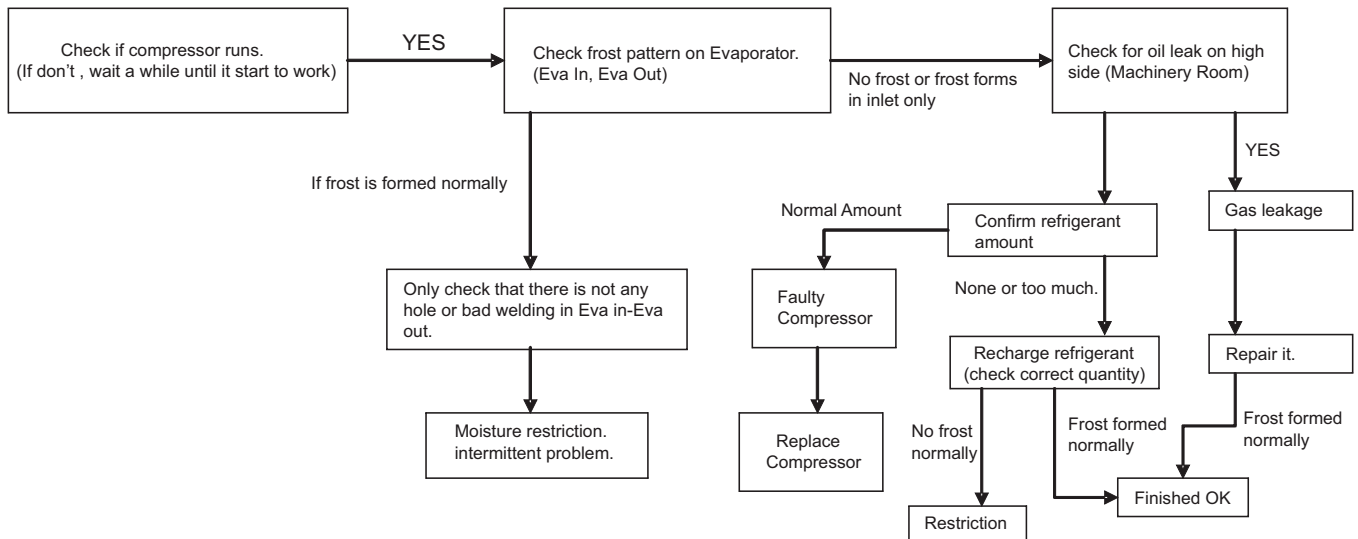 Check if compressor runs.
(If don't , wait a while until it start to work)
YES
Check frost pattern on Evaporator.
(Eva In, Eva Out)
No frost or frost forms
in inlet only
Check for oil leak on high
side (Machinery Room)
If frost is formed normally
YES
Normal Amount
Confirm refrigerant
amount
Gas leakage
Only check that there is not any
hole or bad welding in Eva in-Eva
out.
Faulty
Compressor
None or too much.
Recharge refrigerant
(check correct quantity)
Repair it.
Moisture restriction.
intermittent problem.
Replace
Compressor
No frost
normally
Frost formed
normally
Frost formed
normally
Restriction
Finished OK